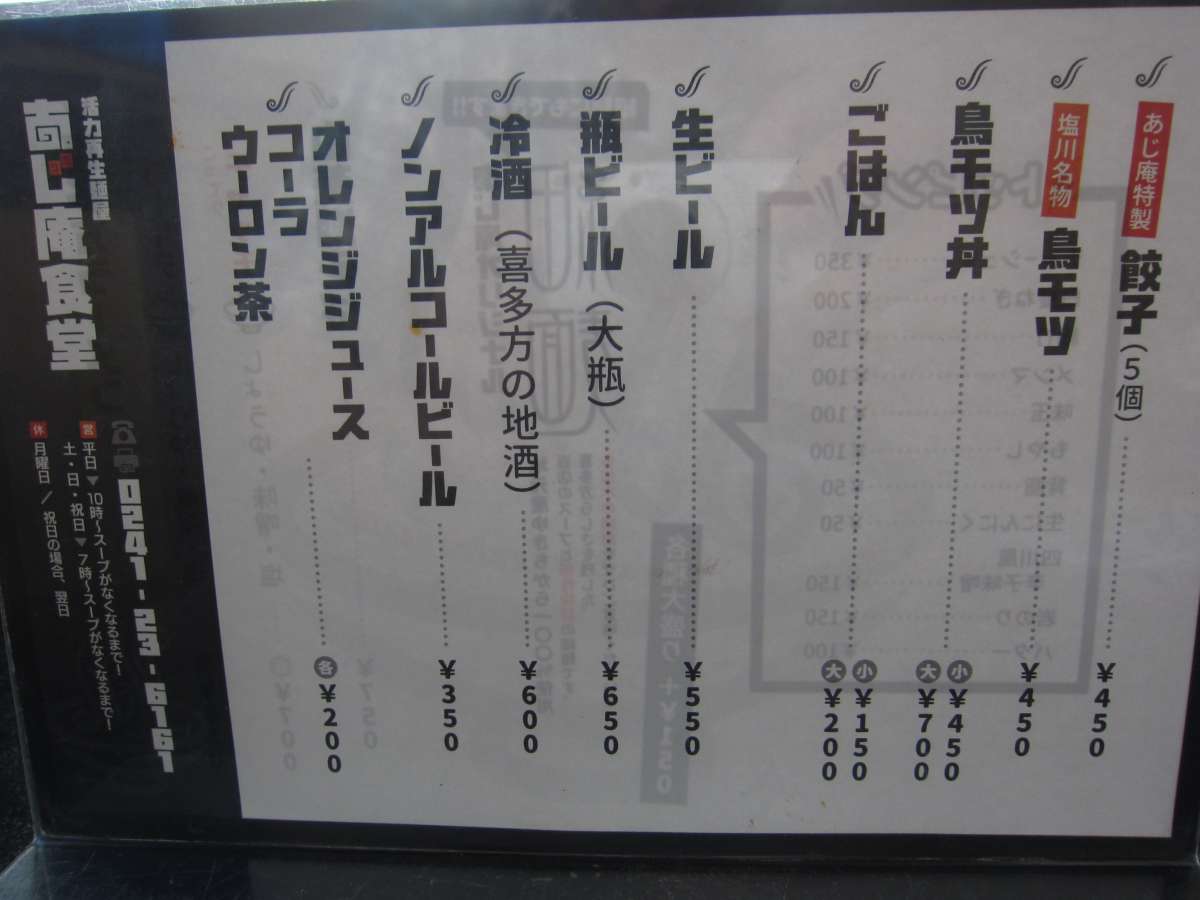 あじ庵特製 餃子(5個) ¥450
塩川名物 鳥モツ ¥450
鳥モツ丼 小 ¥450
大 ¥700
ごはん 小 ¥150
大 ¥200
生ビール ¥550
瓶ビール(大瓶) ¥650
冷酒(喜多方の地酒) ¥600
ノンアルコールビール ¥350
オレンジジュース
コーラ
ウーロン茶 各 ¥200
活力再生麺屋
あじ庵食堂
0241-23-6161
営 平日▼10時〜スープがなくなるまで!
土・日・祝日▼7時〜スープがなくなるまで!
休 月曜日/祝日の場合、翌日